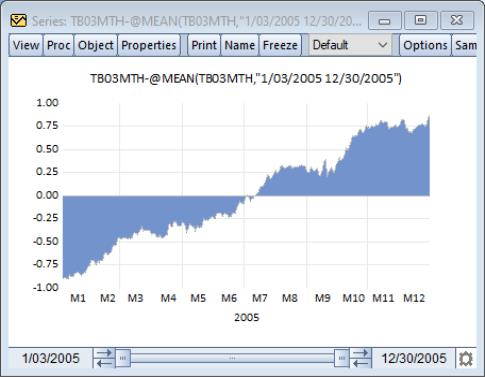 Series: TB03MTH-@MEAN(TB03MTH,"1/03/2005 12/30/20...
View Proc Object Properties Print Name Freeze Default Options Sam
TB03MTH-@MEAN(TB03MTH,"1/03/2005 12/30/2005")
1.00
0.75
0.50
0.25
0.00
-0.25
-0.50
-0.75
-1.00
M1 M2 M3 M4 M5 M6 M7 M8 M9 M10 M11 M12
2005
1/03/2005 12/30/2005